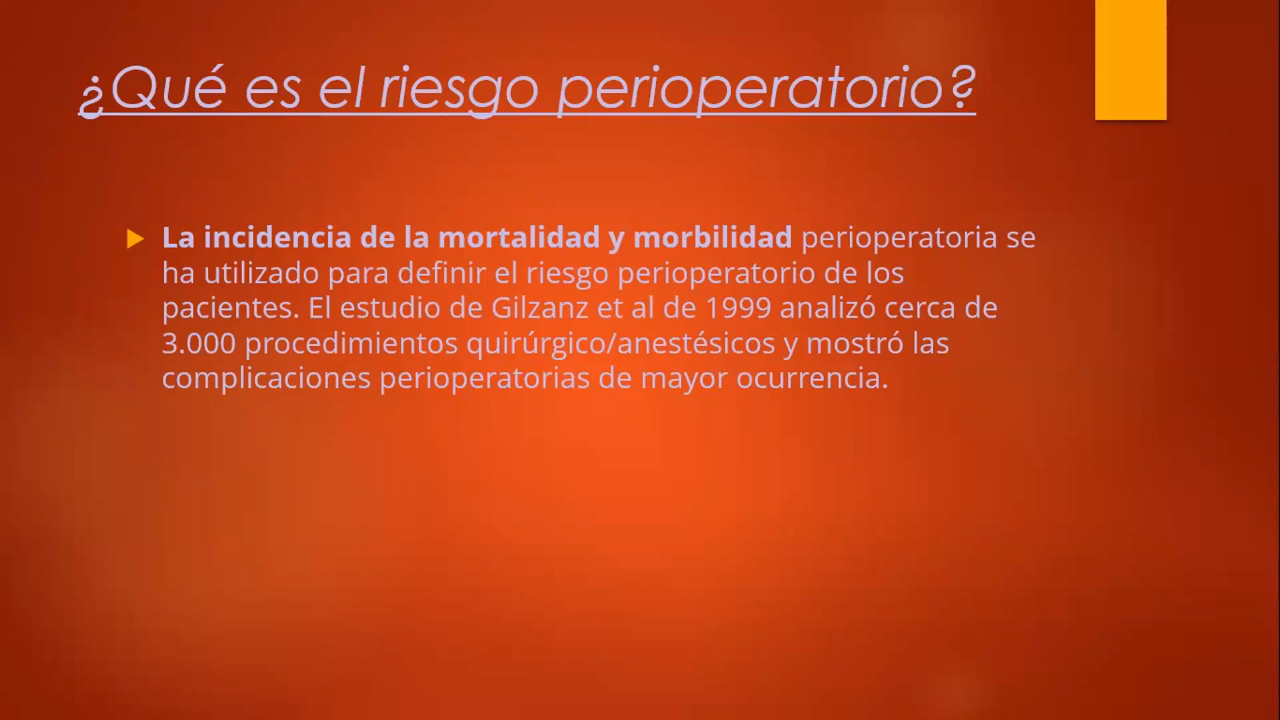 ¿Qué es el riesgo perioperatorio?
La incidencia de la mortalidad y morbilidad perioperatoria se
ha utilizado para definir el riesgo perioperatorio de los
pacientes. El estudio de Gilzanz et al de 1999 analizó cerca de
3.000 procedimientos quirúrgico/anestésicos y mostró las
complicaciones perioperatorias de mayor ocurrencia.